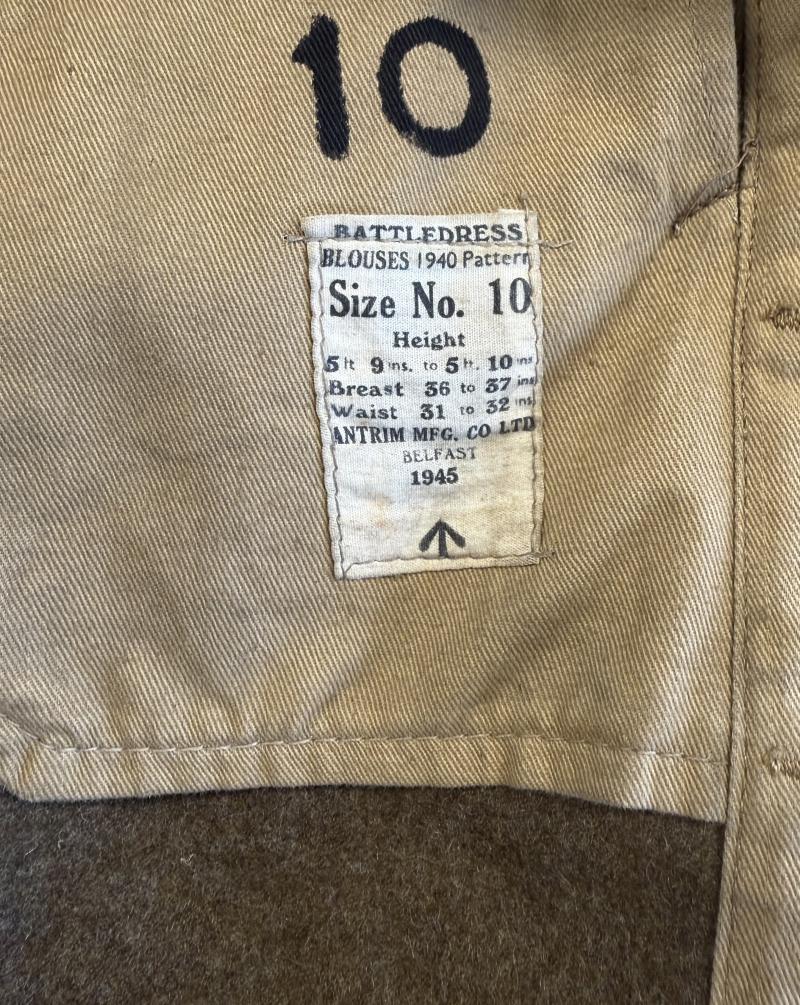 10
BATTLEDRESS
BLOUSES 1940 Pattern
Size No. 10
Height
5 ft 9 ins. to 5 ft. 10 ins
Breast 36 to 37 ins
Waist 31 to 32 ins
ANTRIM MFG. CO LTD
BELFAST
1945